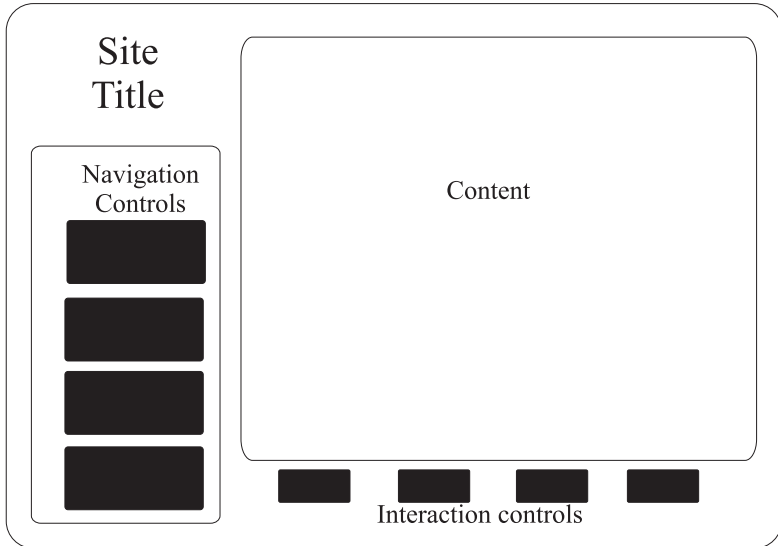 Site
Title
Navigation
Controls
Content
Interaction controls